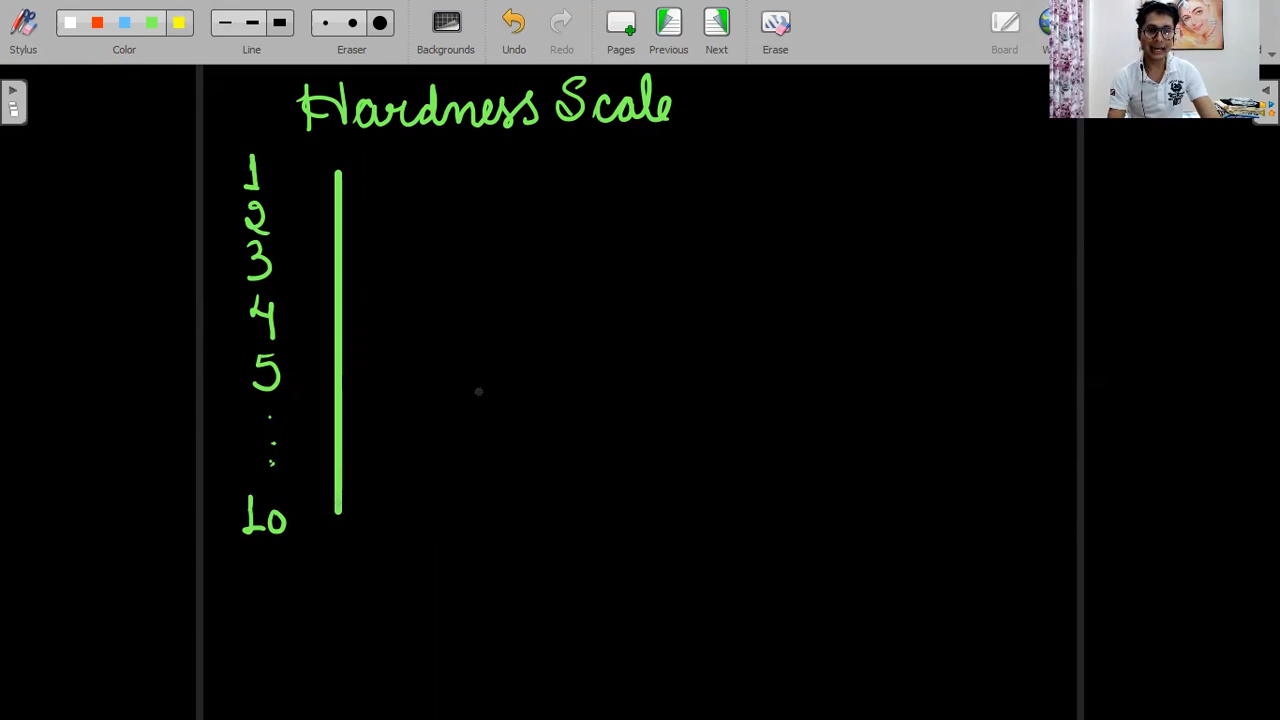 Stylus
Color
Line
Eraser
Backgrounds
Undo
Redo
Pages
Previous
Next
Erase
Board
Hardness Scale
1
2
3
4
5
10